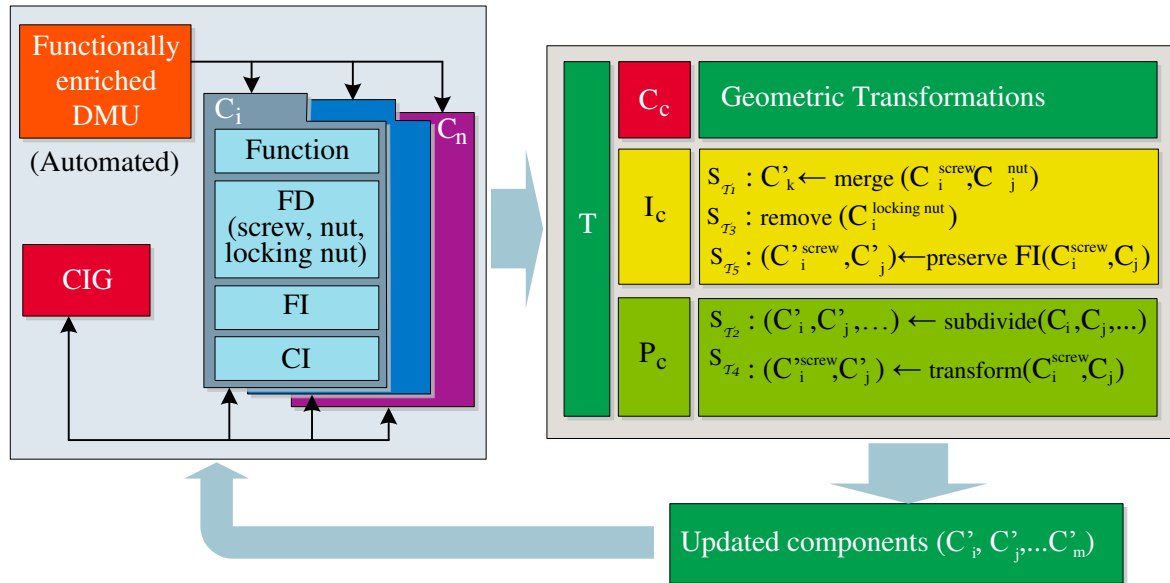 Functionally
enriched
DMU
(Automated)
CIG
C_i
C_n
Function
FD
(screw, nut,
locking nut)
FI
CI
T
C_c
Geometric Transformations
I_c
S_T1 : C'_k ← merge (C_i^screw, C_j^nut)
S_T3 : remove (C_i^locking nut)
S_T5 : (C'_i^screw, C'_j) ← preserve FI(C_i^screw, C_j)
P_c
S_T2 : (C'_i, C'_j, …) ← subdivide(C_i, C_j, ...)
S_T4 : (C'_i^screw, C'_j) ← transform(C_i^screw, C_j)
Updated components (C'_i, C'_j,...C'_m)